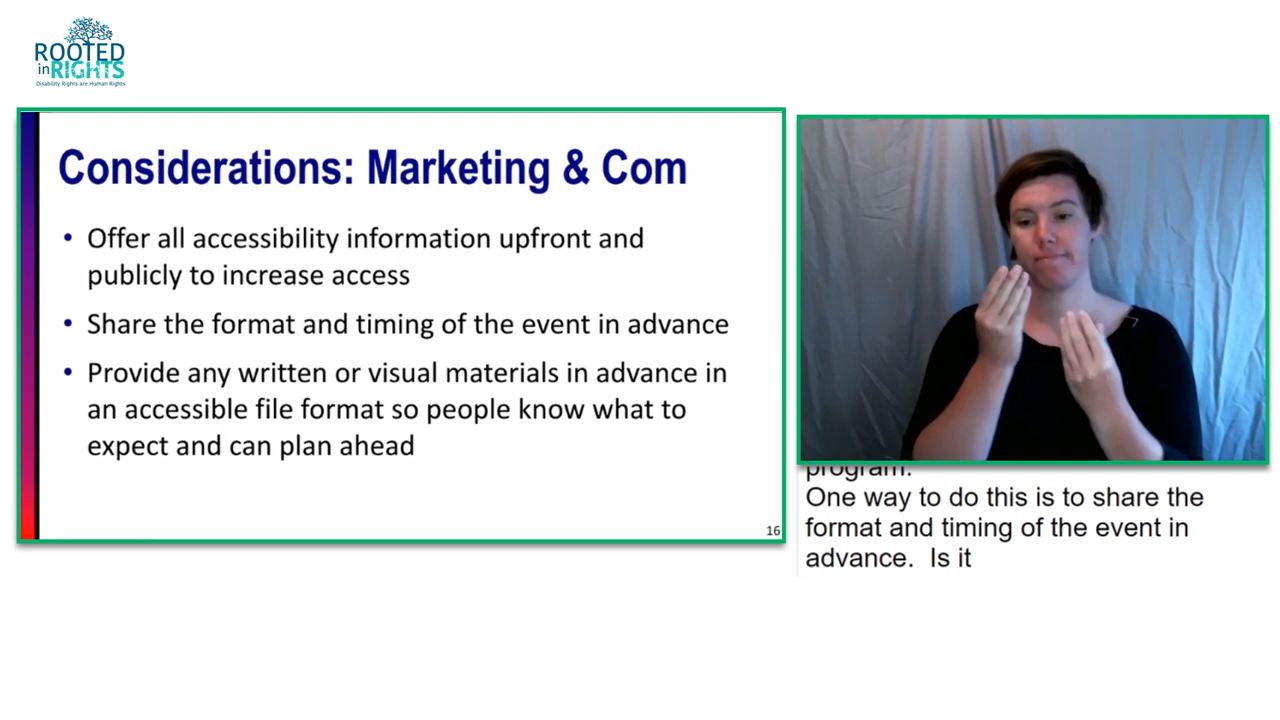 ROOTED
in RIGHTS
Disability Rights are Human Rights
Considerations: Marketing & Com
• Offer all accessibility information upfront and
publicly to increase access
• Share the format and timing of the event in advance
• Provide any written or visual materials in advance in
an accessible file format so people know what to
expect and can plan ahead
16
program.
One way to do this is to share the
format and timing of the event in
advance.  Is it